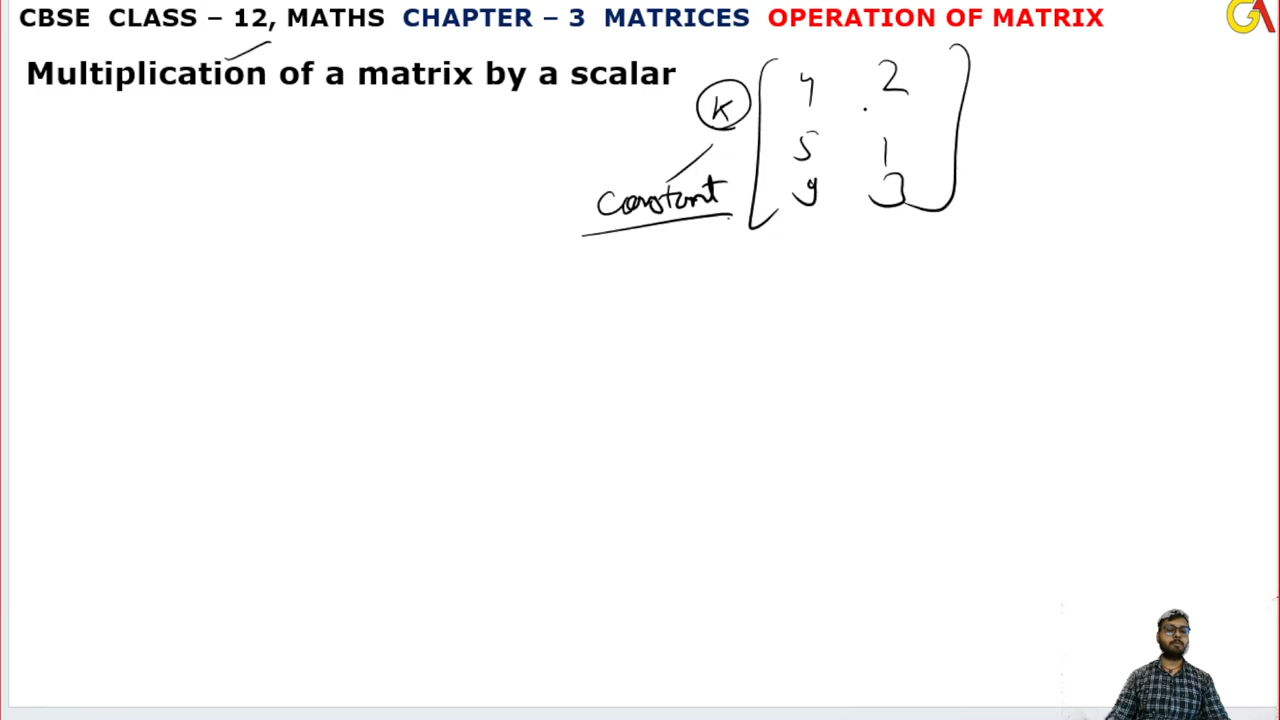 CBSE CLASS – 12, MATHS CHAPTER – 3 MATRICES OPERATION OF MATRIX
GA
Multiplication of a matrix by a scalar
K
4 2
5 1
9 3
constant